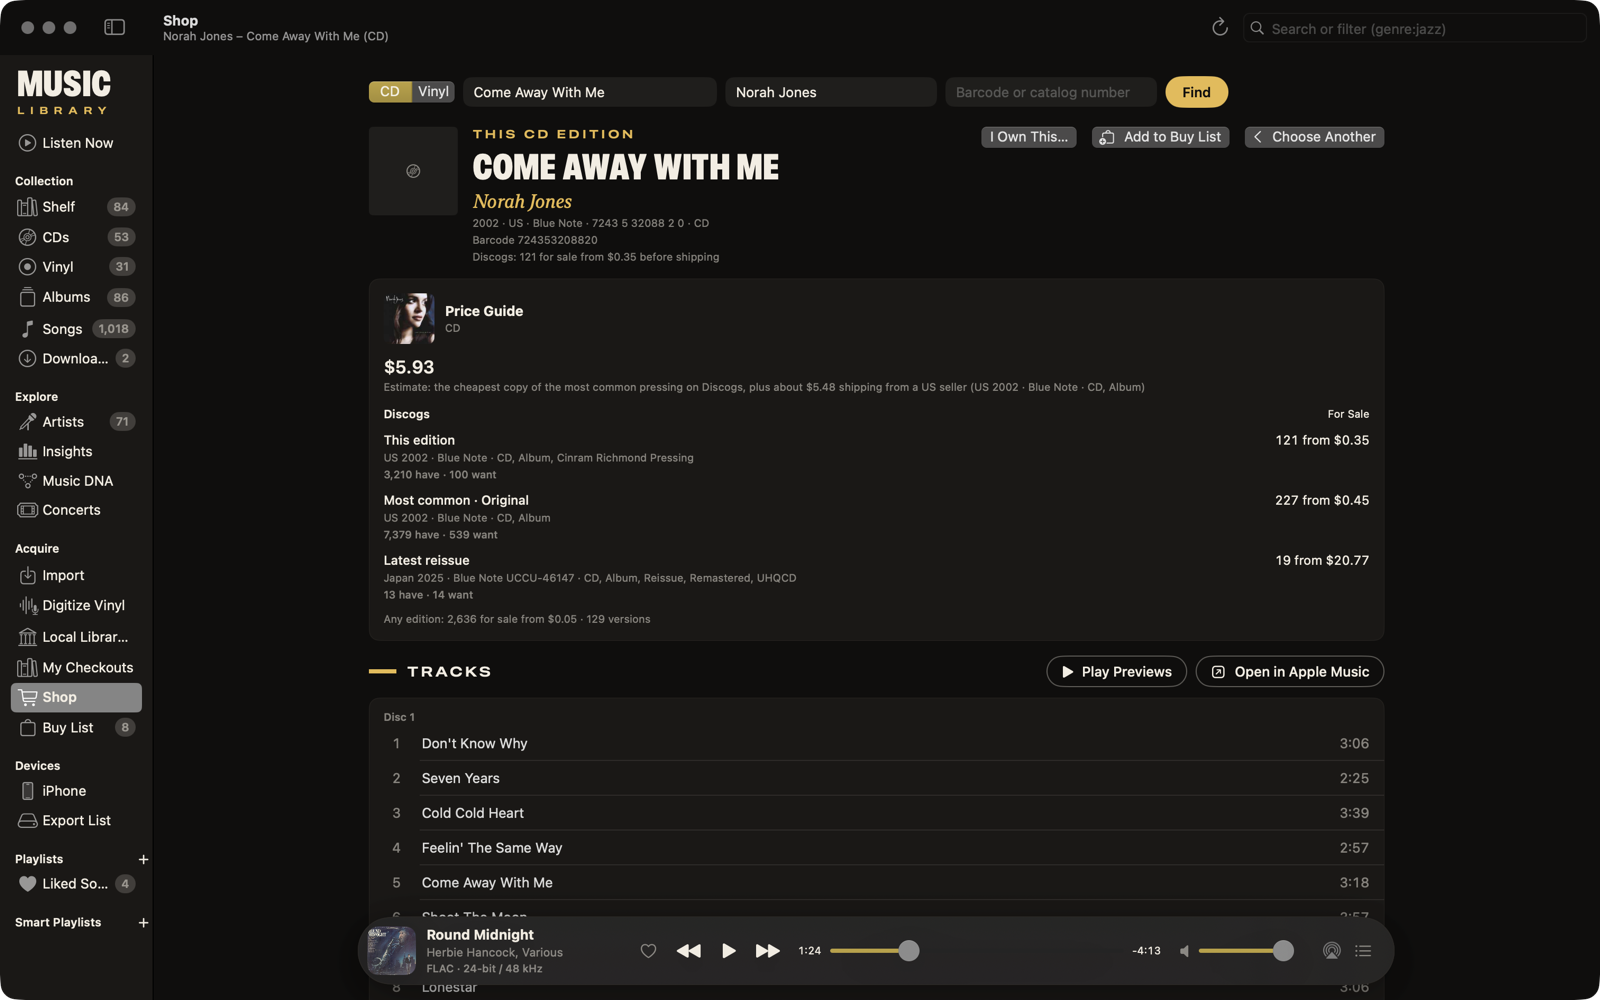 Shop
Norah Jones – Come Away With Me (CD)
Search or filter (genre:jazz)
MUSIC
LIBRARY
Listen Now
Collection
Shelf 84
CDs 53
Vinyl 31
Albums 86
Songs 1,018
Downloa... 2
Explore
Artists 71
Insights
Music DNA
Concerts
Acquire
Import
Digitize Vinyl
Local Librar...
My Checkouts
Shop
Buy List 8
Devices
iPhone
Export List
Playlists +
Liked So... 4
Smart Playlists +
CD Vinyl Come Away With Me Norah Jones Barcode or catalog number Find
THIS CD EDITION
I Own This... Add to Buy List Choose Another
COME AWAY WITH ME
Norah Jones
2002 · US · Blue Note · 7243 5 32088 2 0 · CD
Barcode 724353208820
Discogs: 121 for sale from $0.35 before shipping
Price Guide
CD
$5.93
Estimate: the cheapest copy of the most common pressing on Discogs, plus about $5.48 shipping from a US seller (US 2002 · Blue Note · CD, Album)
Discogs For Sale
This edition 121 from $0.35
US 2002 · Blue Note · CD, Album, Cinram Richmond Pressing
3,210 have · 100 want
Most common · Original 227 from $0.45
US 2002 · Blue Note · CD, Album
7,379 have · 539 want
Latest reissue 19 from $20.77
Japan 2025 · Blue Note UCCU-46147 · CD, Album, Reissue, Remastered, UHQCD
13 have · 14 want
Any edition: 2,636 for sale from $0.05 · 129 versions
TRACKS
Play Previews Open in Apple Music
Disc 1
1 Don't Know Why 3:06
2 Seven Years 2:25
3 Cold Cold Heart 3:39
4 Feelin' The Same Way 2:57
5 Come Away With Me 3:18
6 Shoot The Moon 3:57
Round Midnight
Herbie Hancock, Various
FLAC · 24-bit / 48 kHz
1:24 -4:13
8 Lonestar 3:06